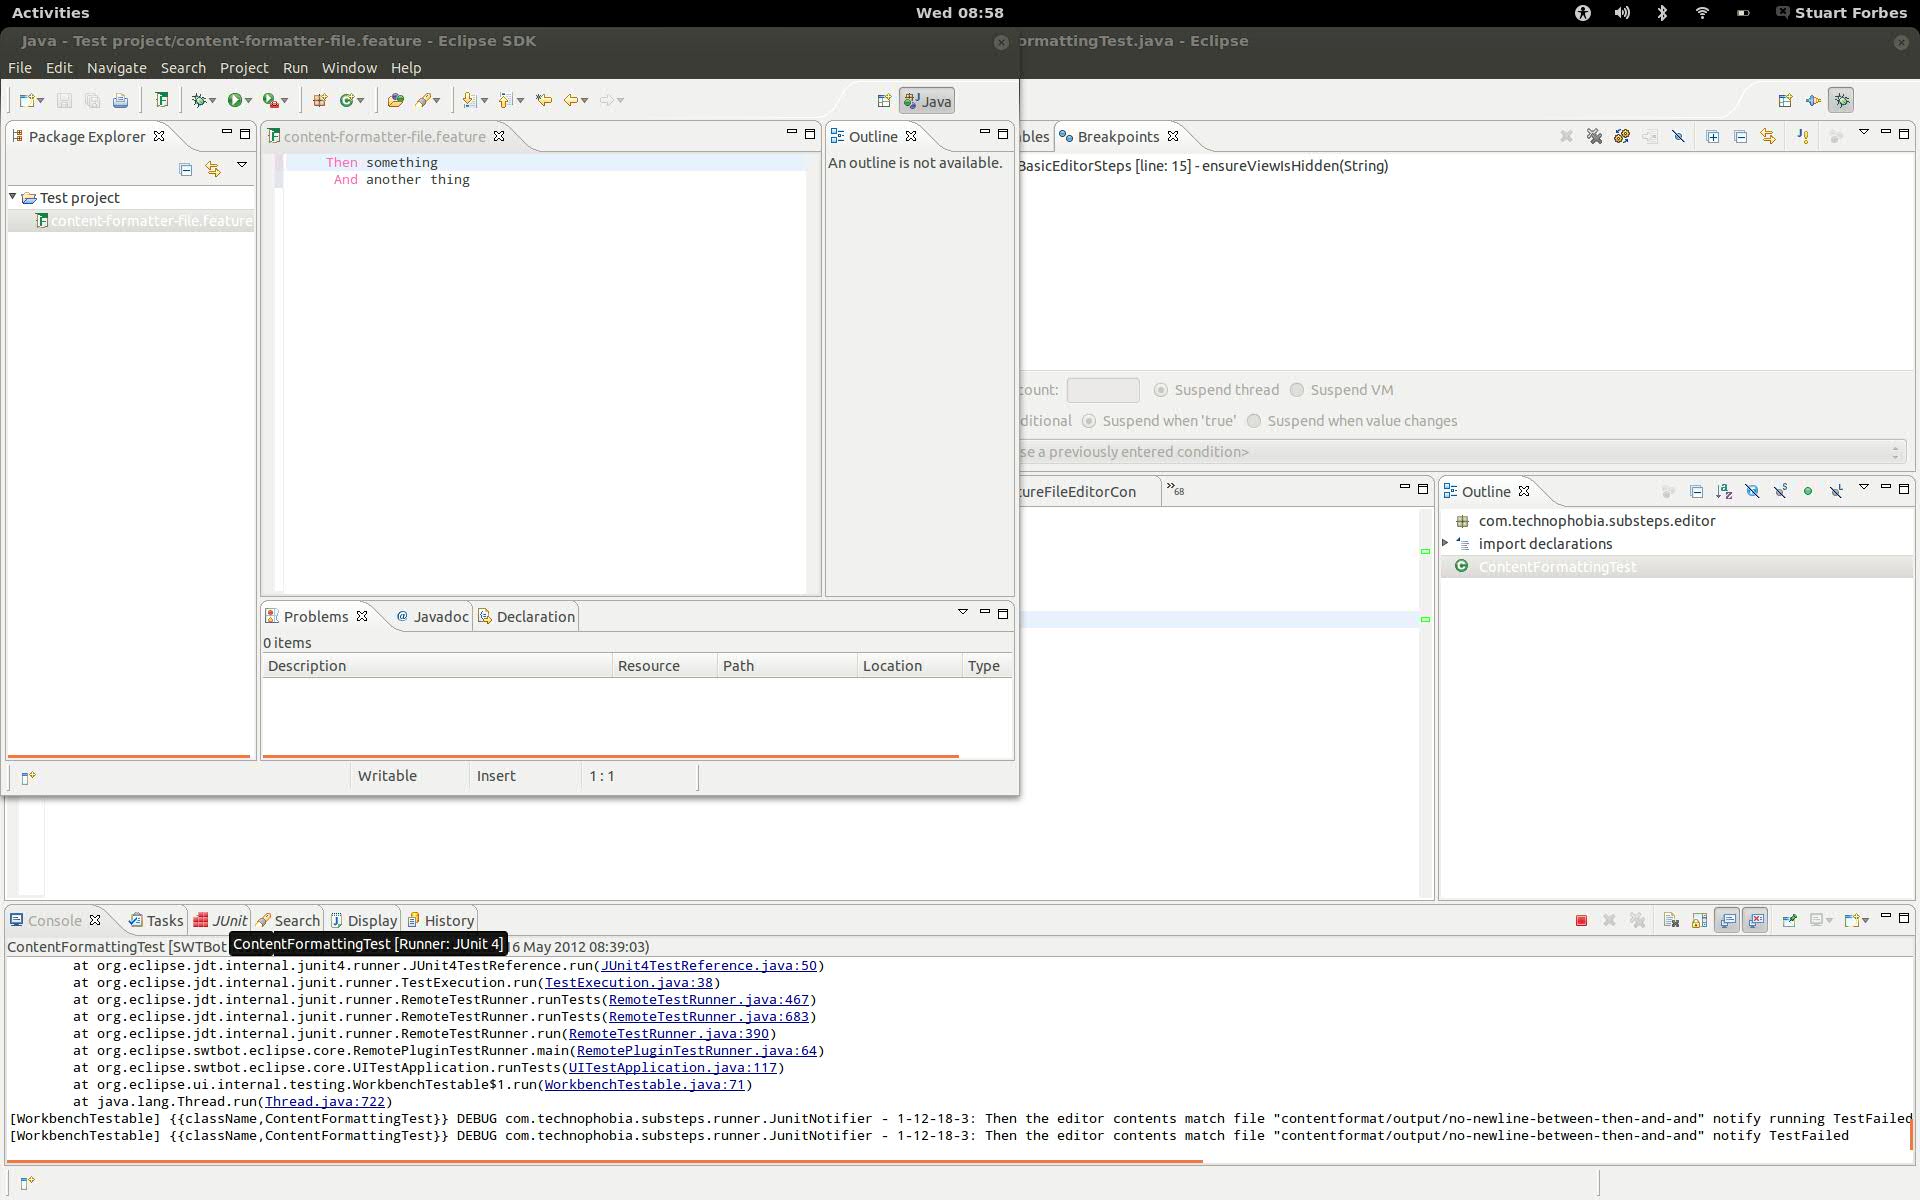 Activities
Wed 08:58
Stuart Forbes
Java - Test project/content-formatter-file.feature - Eclipse SDK
ormattingTest.java - Eclipse
File Edit Navigate Search Project Run Window Help
Java
Package Explorer
content-formatter-file.feature
Outline
ables
Breakpoints
Then something
And another thing
An outline is not available.
BasicEditorSteps [line: 15] - ensureViewIsHidden(String)
Test project
content-formatter-file.feature
count:
Suspend thread
Suspend VM
ditional
Suspend when 'true'
Suspend when value changes
se a previously entered condition>
tureFileEditorCon
»68
Outline
com.technophobia.substeps.editor
import declarations
ContentFormattingTest
Problems
@ Javadoc
Declaration
0 items
Description Resource Path Location Type
Writable Insert 1 : 1
Console
Tasks
JUnit
Search
Display
History
ContentFormattingTest [SWTBot
ContentFormattingTest [Runner: JUnit 4]
16 May 2012 08:39:03)
at org.eclipse.jdt.internal.junit4.runner.JUnit4TestReference.run(JUnit4TestReference.java:50)
at org.eclipse.jdt.internal.junit.runner.TestExecution.run(TestExecution.java:38)
at org.eclipse.jdt.internal.junit.runner.RemoteTestRunner.runTests(RemoteTestRunner.java:467)
at org.eclipse.jdt.internal.junit.runner.RemoteTestRunner.runTests(RemoteTestRunner.java:683)
at org.eclipse.jdt.internal.junit.runner.RemoteTestRunner.run(RemoteTestRunner.java:390)
at org.eclipse.swtbot.eclipse.core.RemotePluginTestRunner.main(RemotePluginTestRunner.java:64)
at org.eclipse.swtbot.eclipse.core.UITestApplication.runTests(UITestApplication.java:117)
at org.eclipse.ui.internal.testing.WorkbenchTestable$1.run(WorkbenchTestable.java:71)
at java.lang.Thread.run(Thread.java:722)
[WorkbenchTestable] {{className,ContentFormattingTest}} DEBUG com.technophobia.substeps.runner.JunitNotifier - 1-12-18-3: Then the editor contents match file "contentformat/output/no-newline-between-then-and-and" notify running TestFailed
[WorkbenchTestable] {{className,ContentFormattingTest}} DEBUG com.technophobia.substeps.runner.JunitNotifier - 1-12-18-3: Then the editor contents match file "contentformat/output/no-newline-between-then-and-and" notify TestFailed